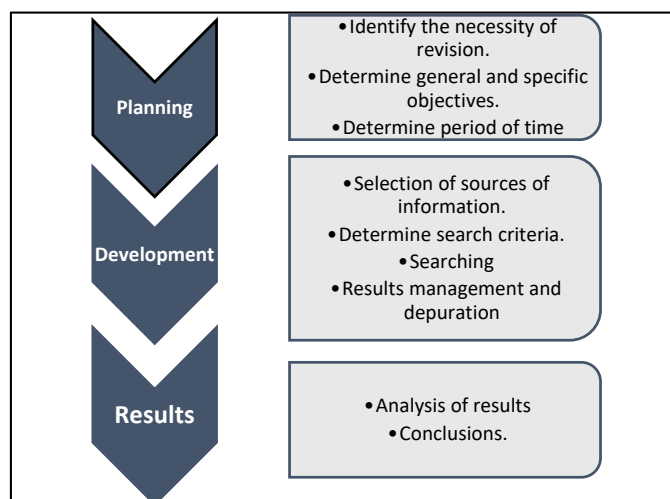 Planning
•Identify the necessity of
revision.
•Determine general and specific
objectives.
•Determine period of time
Development
•Selection of sources of
information.
•Determine search criteria.
•Searching
•Results management and
depuration
Results
•Analysis of results
•Conclusions.